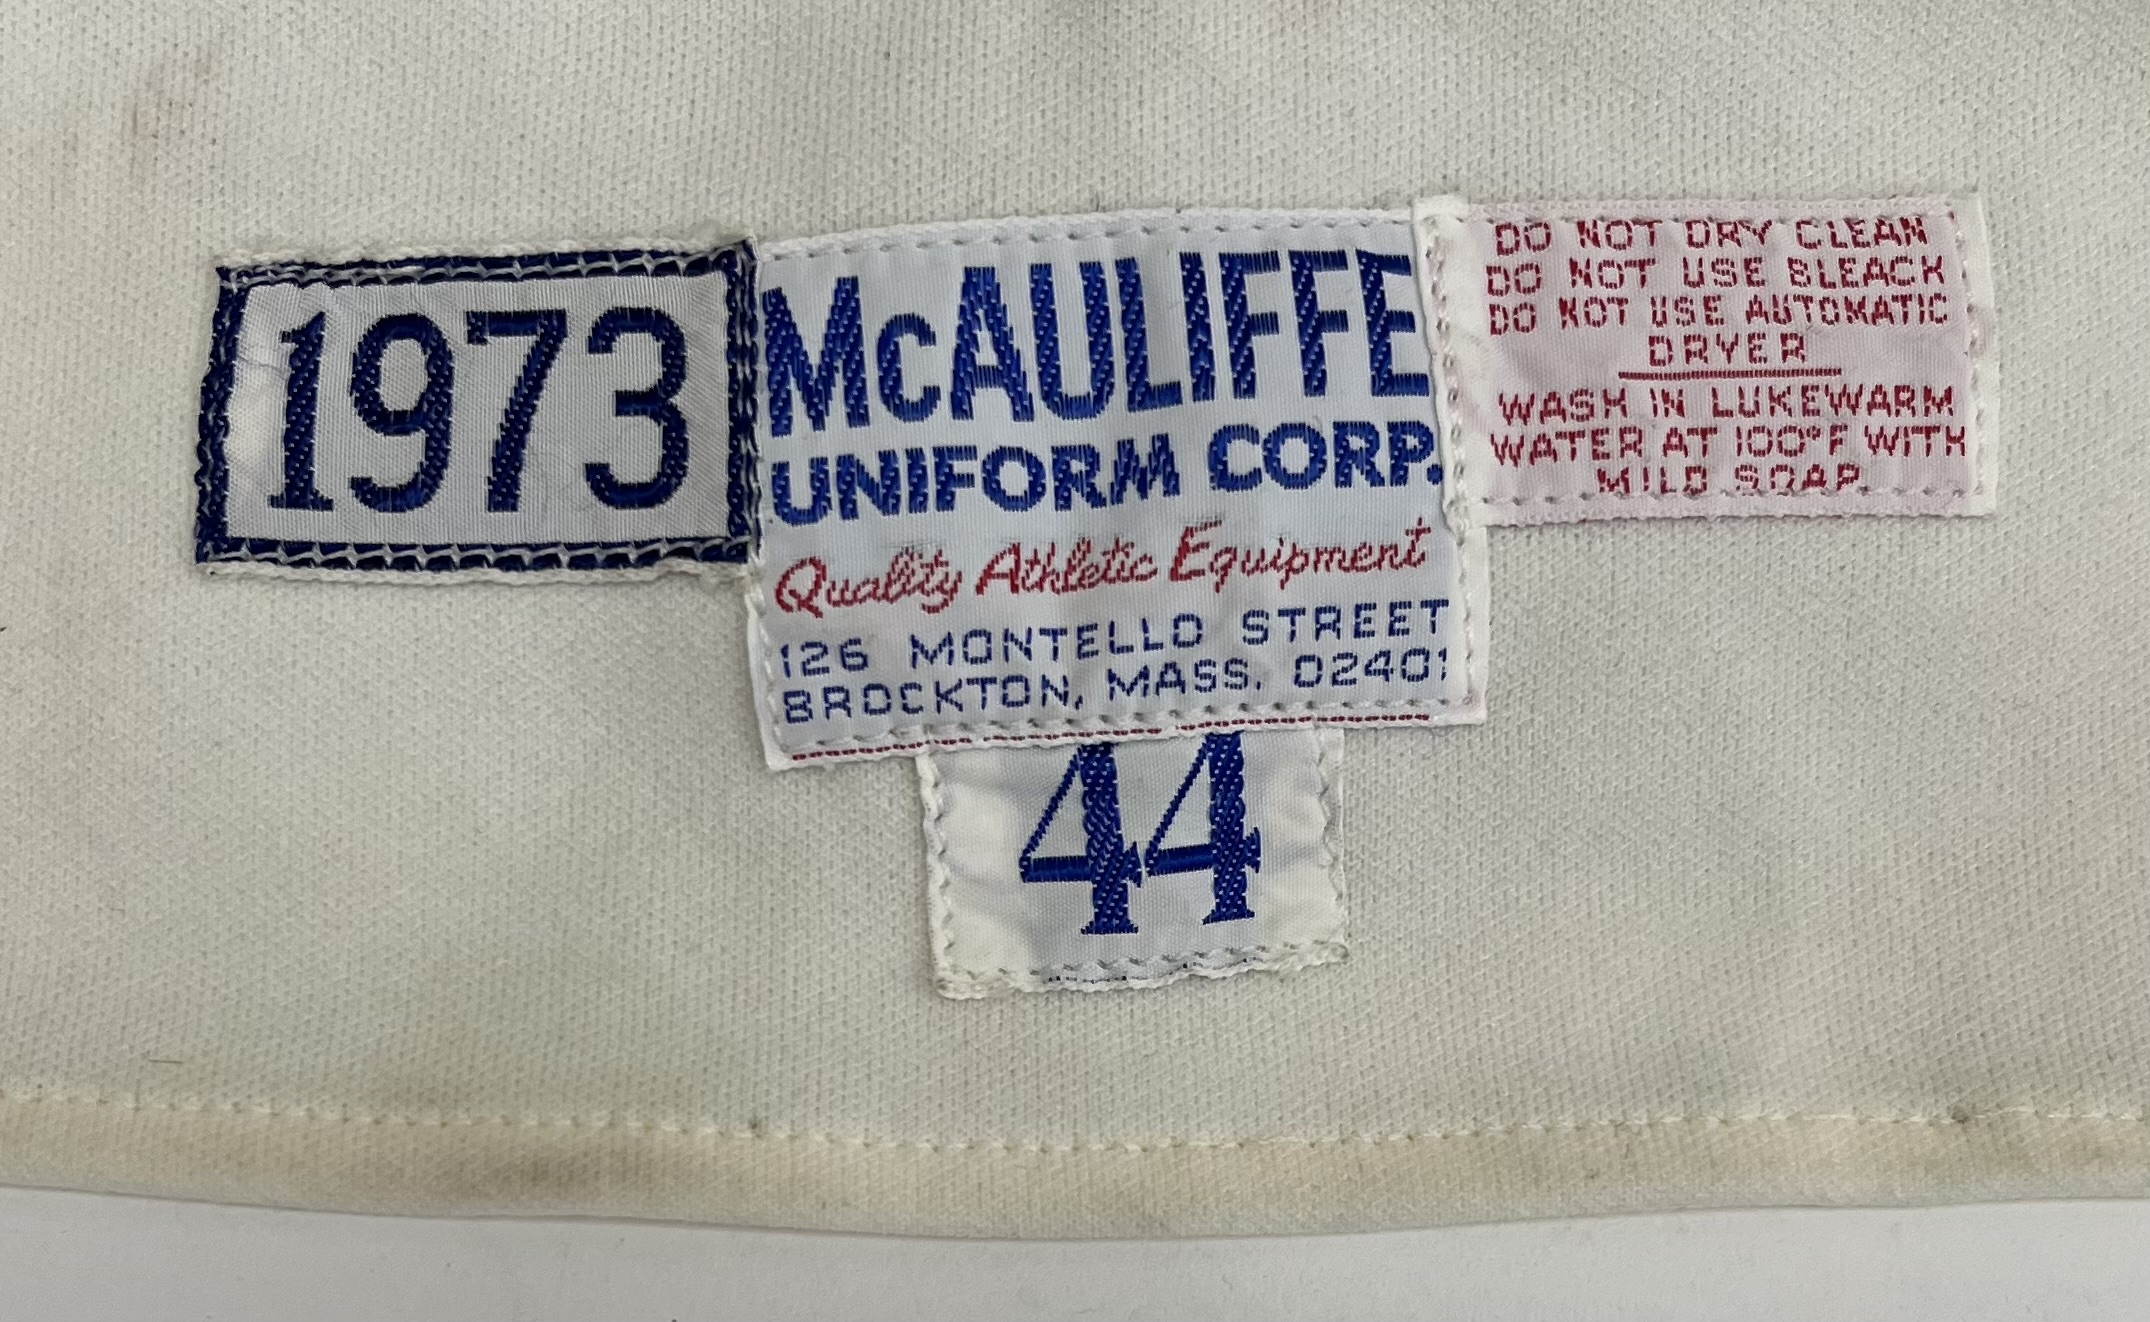 1973
McAULIFFE
UNIFORM CORP.
Quality Athletic Equipment
126 MONTELLO STREET
BROCKTON, MASS. 02401
44
DO NOT DRY CLEAN
DO NOT USE BLEACH
DO NOT USE AUTOMATIC
DRYER
WASH IN LUKEWARM
WATER AT 100°F WITH
MILD SOAP